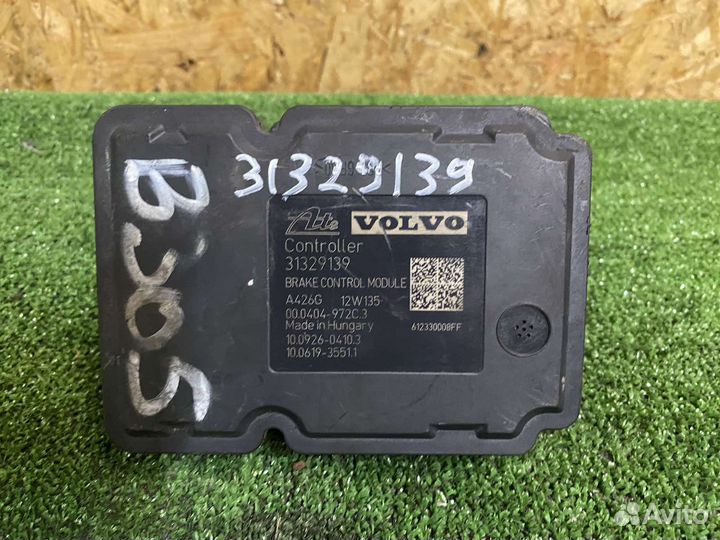 31329139
B305
Ate VOLVO
Controller
31329139
BRAKE CONTROL MODULE
A426G 12W135
00.0404-972C.3
Made in Hungary 612330008FF
10.0926-0410.3
10.0619-3551.1
Avito